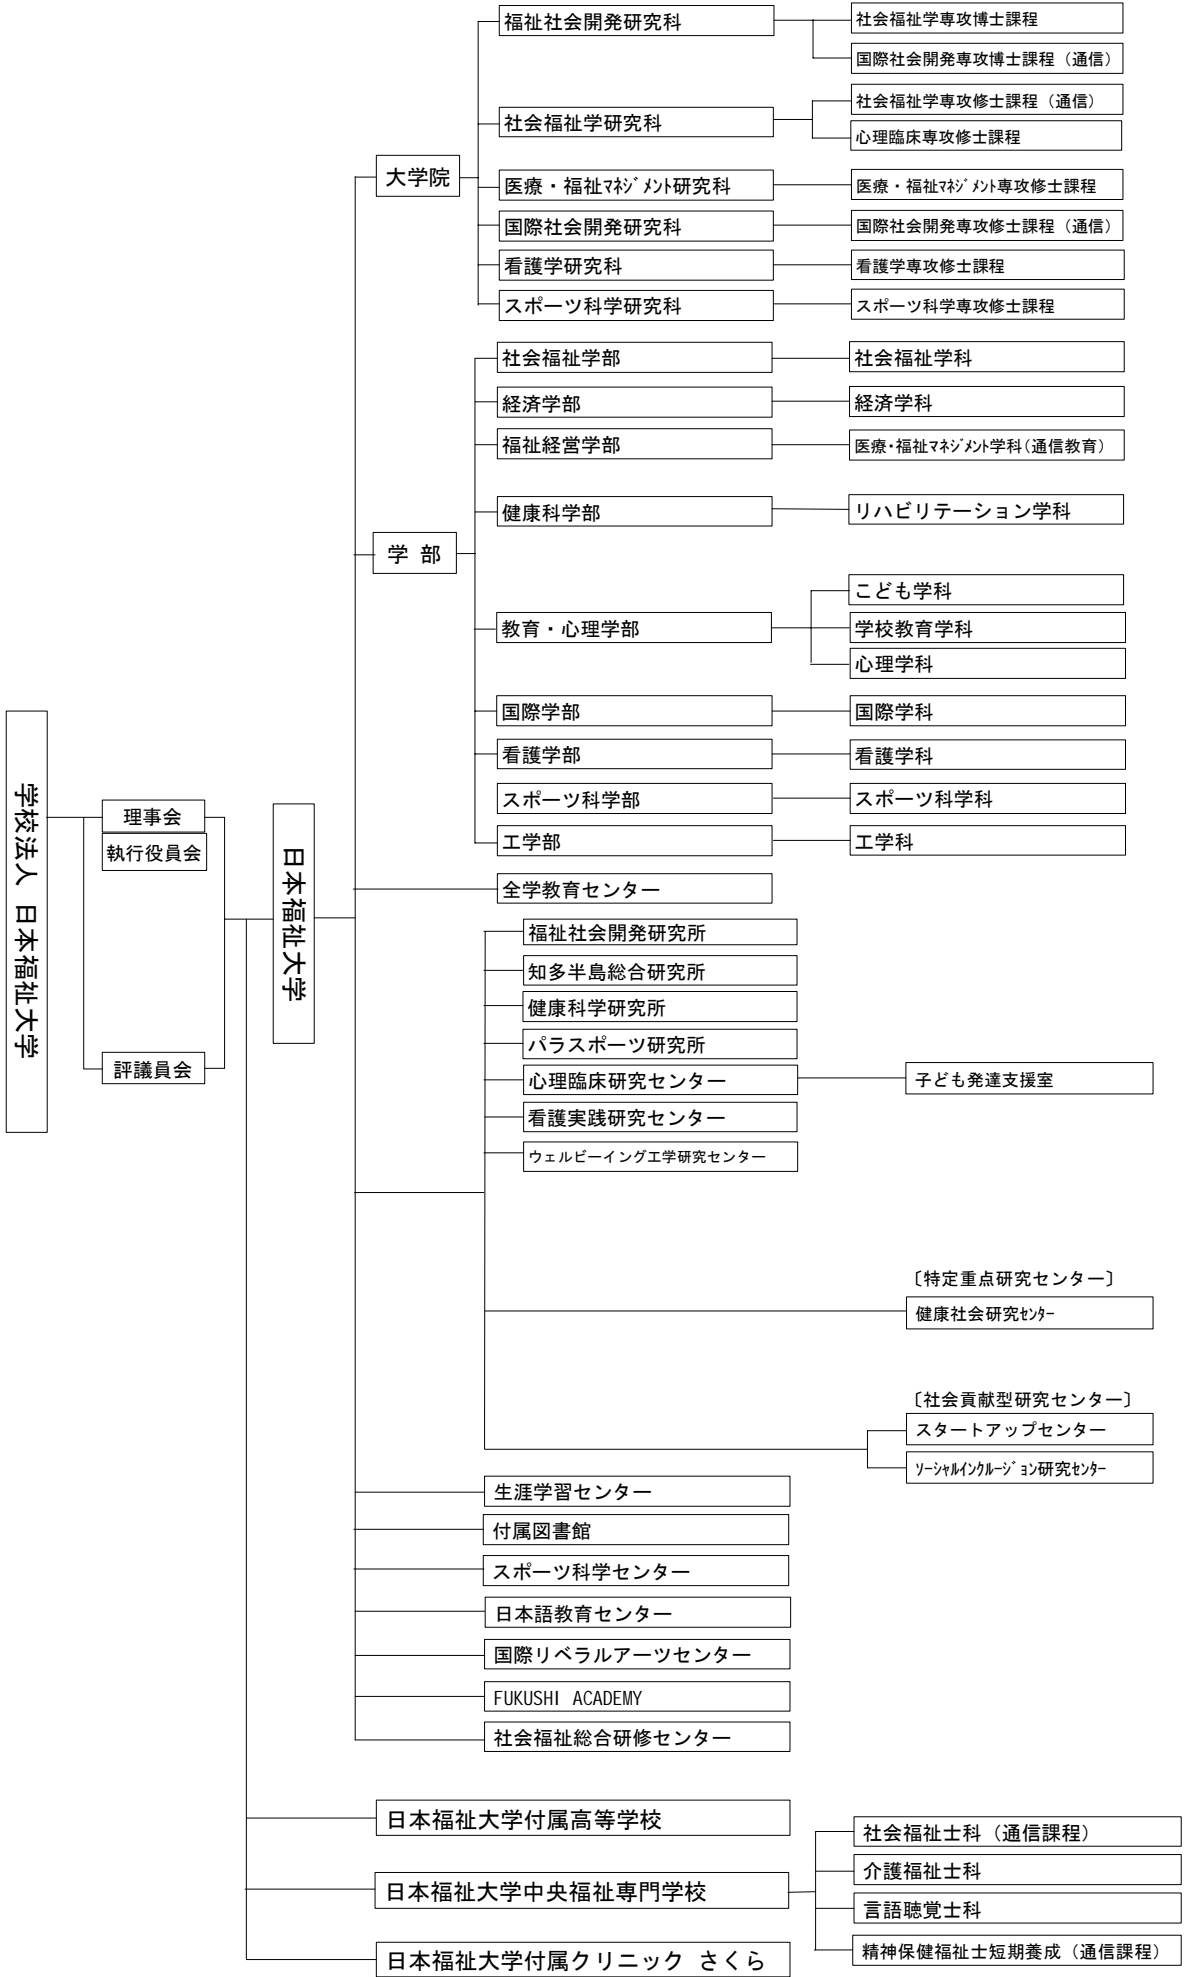 福祉社会開発研究科
社会福祉学専攻博士課程
国際社会開発専攻博士課程（通信）
社会福祉学研究科
社会福祉学専攻修士課程（通信）
心理臨床専攻修士課程
大学院
医療・福祉ﾏﾈｼﾞﾒﾝﾄ研究科
医療・福祉ﾏﾈｼﾞﾒﾝﾄ専攻修士課程
国際社会開発研究科
国際社会開発専攻修士課程（通信）
看護学研究科
看護学専攻修士課程
スポーツ科学研究科
スポーツ科学専攻修士課程
社会福祉学部
社会福祉学科
経済学部
経済学科
福祉経営学部
医療･福祉ﾏﾈｼﾞﾒﾝﾄ学科(通信教育)
健康科学部
リハビリテーション学科
学 部
教育・心理学部
こども学科
学校教育学科
心理学科
国際学部
国際学科
看護学部
看護学科
スポーツ科学部
スポーツ科学科
工学部
工学科
学校法人 日本福祉大学
理事会
執行役員会
評議員会
日本福祉大学
全学教育センター
福祉社会開発研究所
知多半島総合研究所
健康科学研究所
パラスポーツ研究所
心理臨床研究センター
子ども発達支援室
看護実践研究センター
ウェルビーイング工学研究センター
〔特定重点研究センター〕
健康社会研究ｾﾝﾀｰ
〔社会貢献型研究センター〕
スタートアップセンター
ｿｰｼｬﾙｲﾝｸﾙｰｼﾞｮﾝ研究ｾﾝﾀｰ
生涯学習センター
付属図書館
スポーツ科学センター
日本語教育センター
国際リベラルアーツセンター
FUKUSHI ACADEMY
社会福祉総合研修センター
日本福祉大学付属高等学校
日本福祉大学中央福祉専門学校
社会福祉士科（通信課程）
介護福祉士科
言語聴覚士科
精神保健福祉士短期養成（通信課程）
日本福祉大学付属クリニック さくら